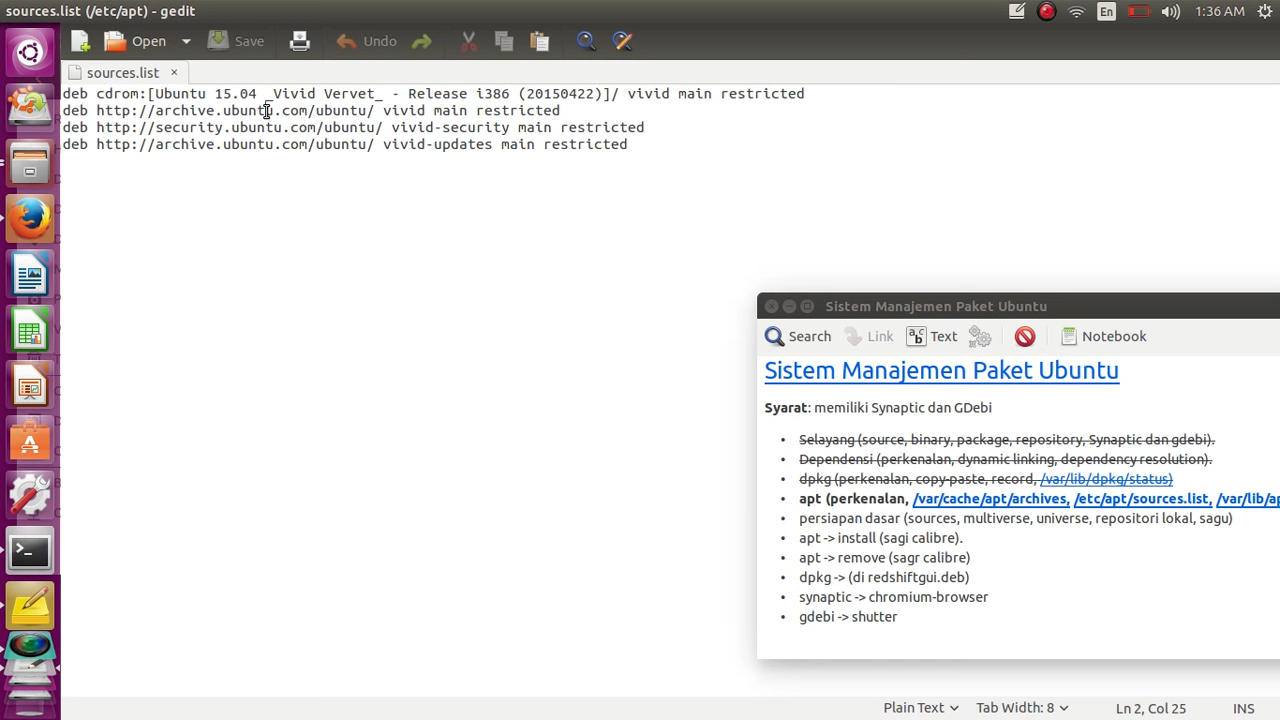 sources.list (/etc/apt) - gedit
En
1:36 AM
Open
Save
Undo
sources.list ×
deb cdrom:[Ubuntu 15.04 _Vivid Vervet_ - Release i386 (20150422)]/ vivid main restricted
deb http://archive.ubuntu.com/ubuntu/ vivid main restricted
deb http://security.ubuntu.com/ubuntu/ vivid-security main restricted
deb http://archive.ubuntu.com/ubuntu/ vivid-updates main restricted
Sistem Manajemen Paket Ubuntu
Search Link Text Notebook
Sistem Manajemen Paket Ubuntu
Syarat: memiliki Synaptic dan GDebi
• Selayang (source, binary, package, repository, Synaptic dan gdebi).
• Dependensi (perkenalan, dynamic linking, dependency resolution).
• dpkg (perkenalan, copy-paste, record, /var/lib/dpkg/status)
• apt (perkenalan, /var/cache/apt/archives, /etc/apt/sources.list, /var/lib/ap
• persiapan dasar (sources, multiverse, universe, repositori lokal, sagu)
• apt -> install (sagi calibre).
• apt -> remove (sagr calibre)
• dpkg -> (di redshiftgui.deb)
• synaptic -> chromium-browser
• gdebi -> shutter
Plain Text Tab Width: 8 Ln 2, Col 25 INS